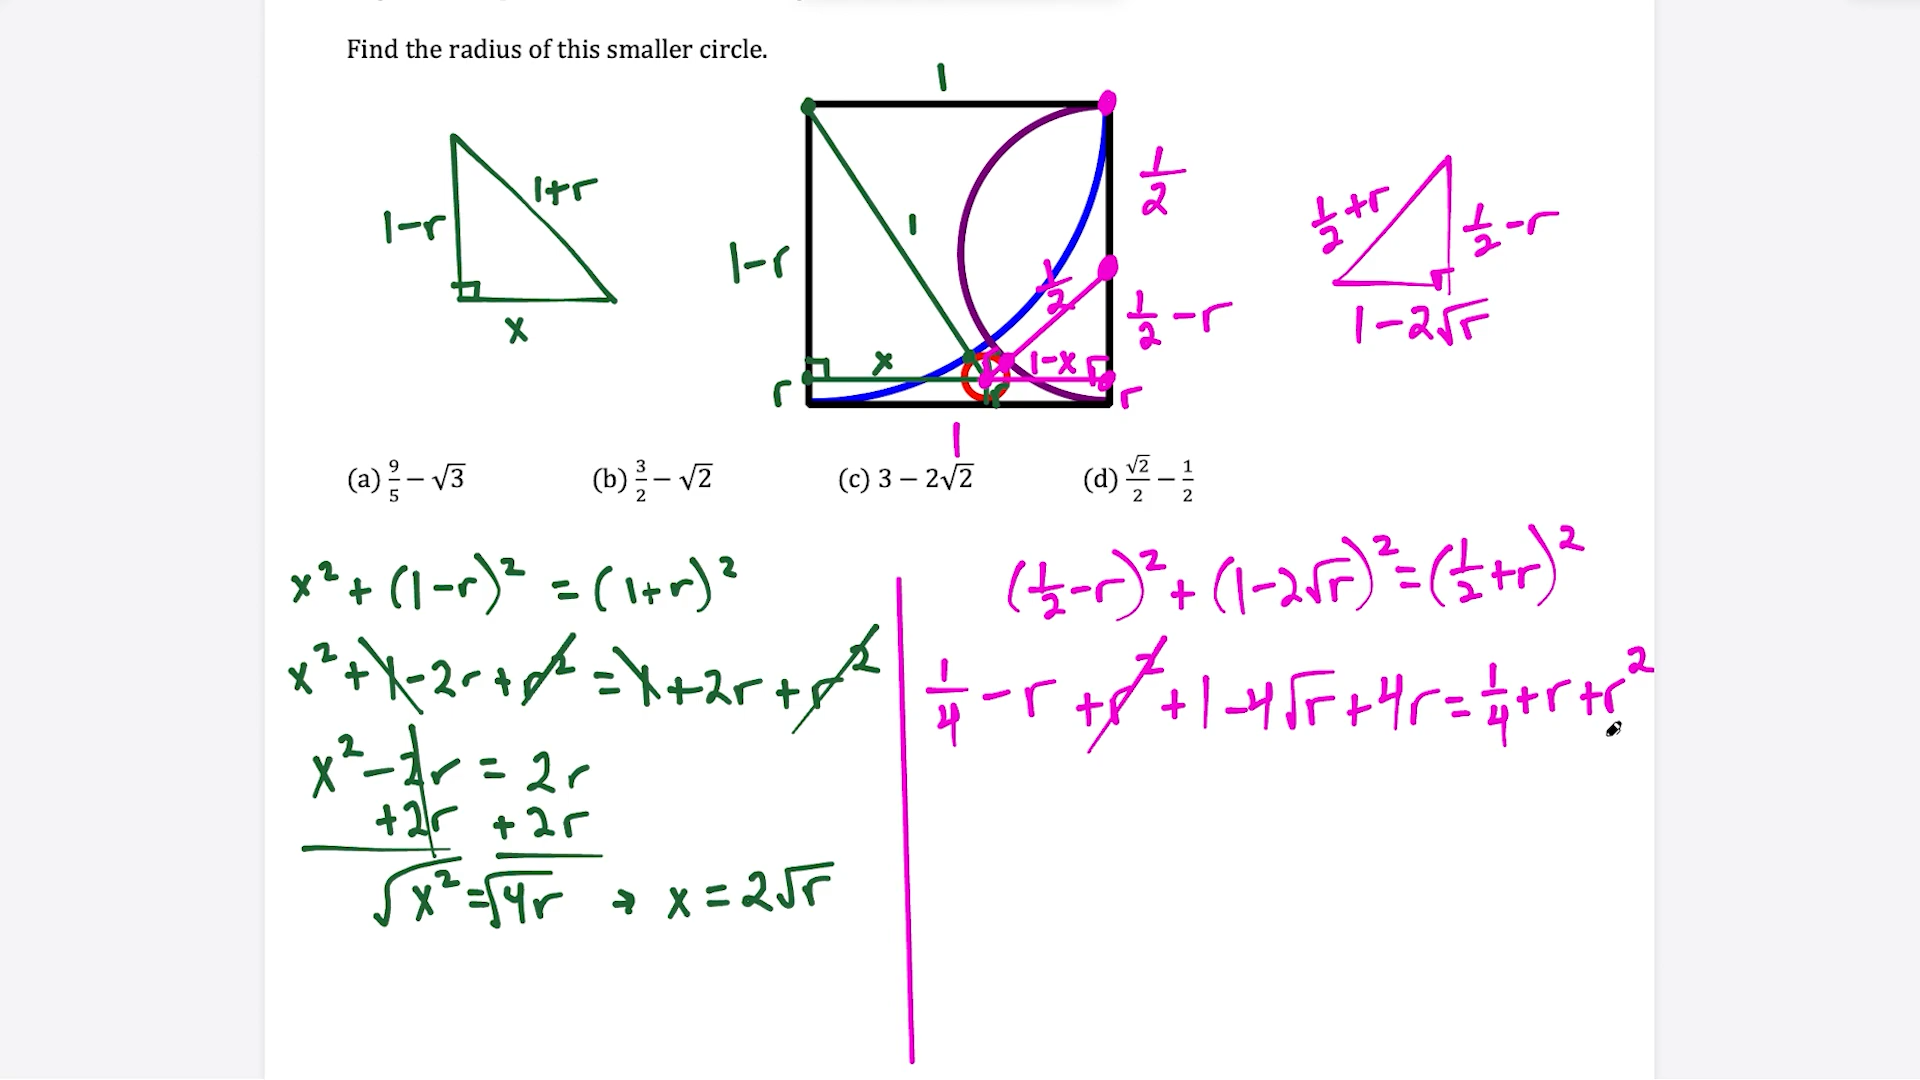 Find the radius of this smaller circle.
1
1-r
1+r
x
1-r
1
1/2
1/2
1/2 - r
x
1-x
r
r
r
1
1/2 + r
1/2 - r
1-2√r
(a) 9/5 − √3
(b) 3/2 − √2
(c) 3 − 2√2
(d) √2/2 − 1/2
x² + (1-r)² = (1+r)²
x² + 1 - 2r + r² = 1 + 2r + r²
x² - 2r = 2r
+2r +2r
√x² = √4r → x = 2√r
(1/2 - r)² + (1-2√r)² = (1/2 + r)²
1/4 - r + r² + 1 - 4√r + 4r = 1/4 + r + r²